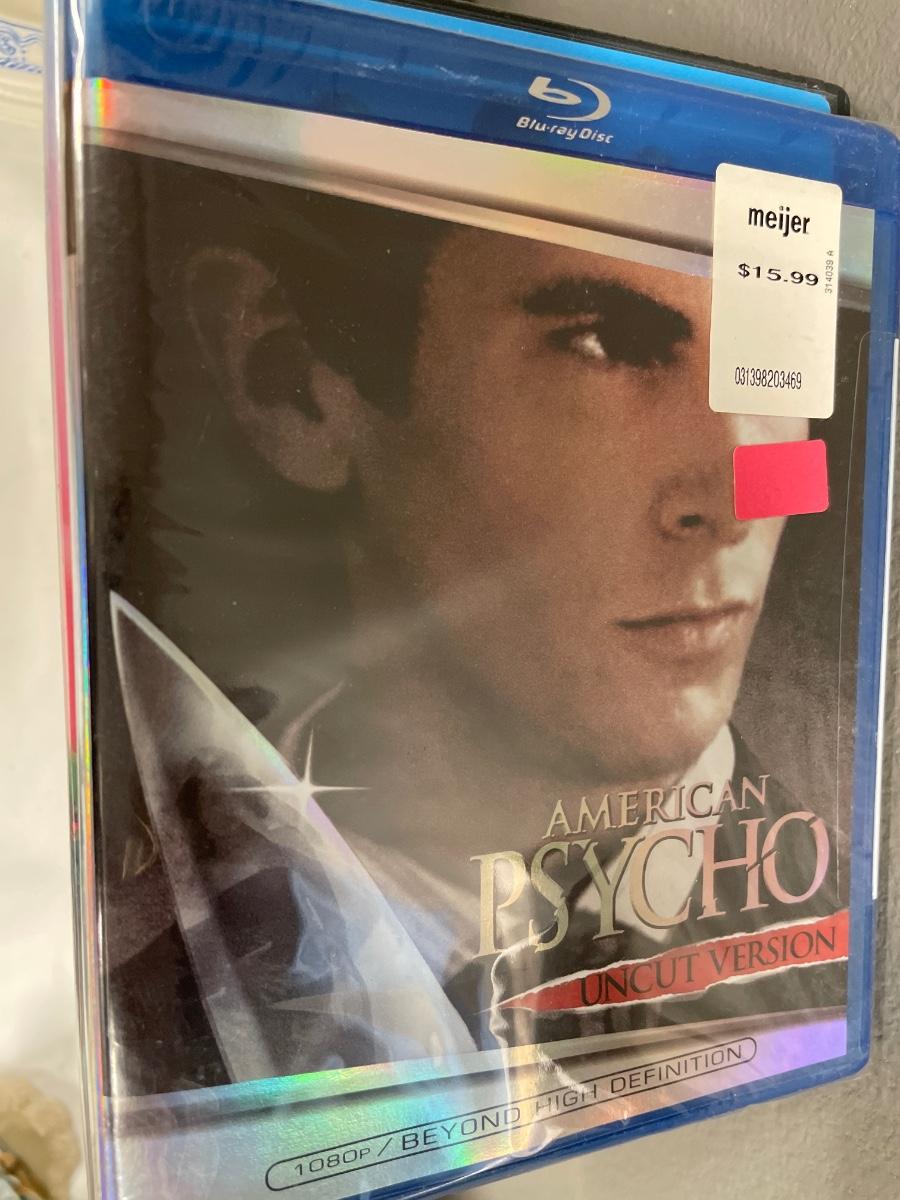 Blu-ray Disc
meijer
$15.99
314039 A
031398203469
AMERICAN
PSYCHO
UNCUT VERSION
1080P / BEYOND HIGH DEFINITION